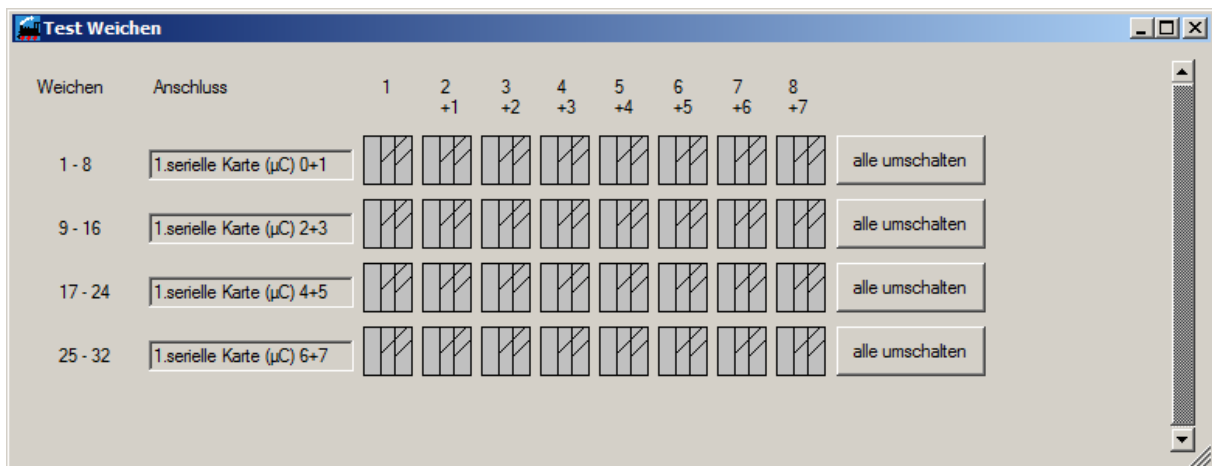 Test Weichen
Weichen Anschluss 1 2 3 4 5 6 7 8
+1 +2 +3 +4 +5 +6 +7
1 - 8 1.serielle Karte (µC) 0+1 alle umschalten
9 - 16 1.serielle Karte (µC) 2+3 alle umschalten
17 - 24 1.serielle Karte (µC) 4+5 alle umschalten
25 - 32 1.serielle Karte (µC) 6+7 alle umschalten